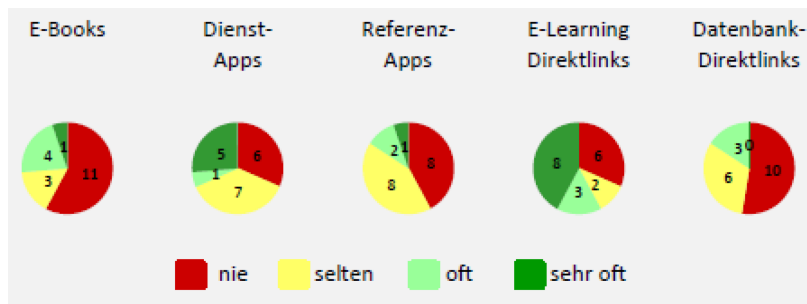 E-Books
Dienst-
Apps
Referenz-
Apps
E-Learning
Direktlinks
Datenbank-
Direktlinks
1
4
3
11
5
6
1
7
2
1
8
8
8
6
2
3
3
0
6
10
nie
selten
oft
sehr oft